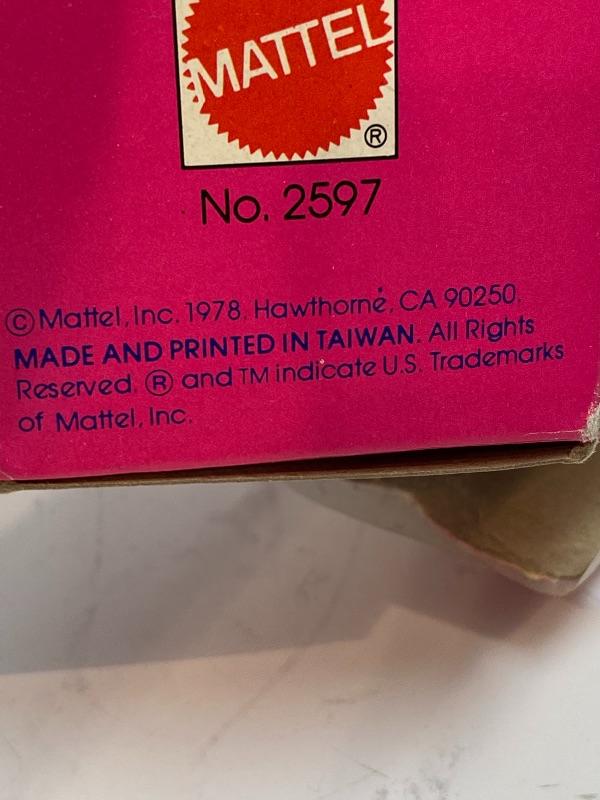 MATTEL
®
No. 2597
© Mattel, Inc. 1978. Hawthorne, CA 90250.
MADE AND PRINTED IN TAIWAN. All Rights
Reserved. ® and TM indicate U.S. Trademarks
of Mattel, Inc.